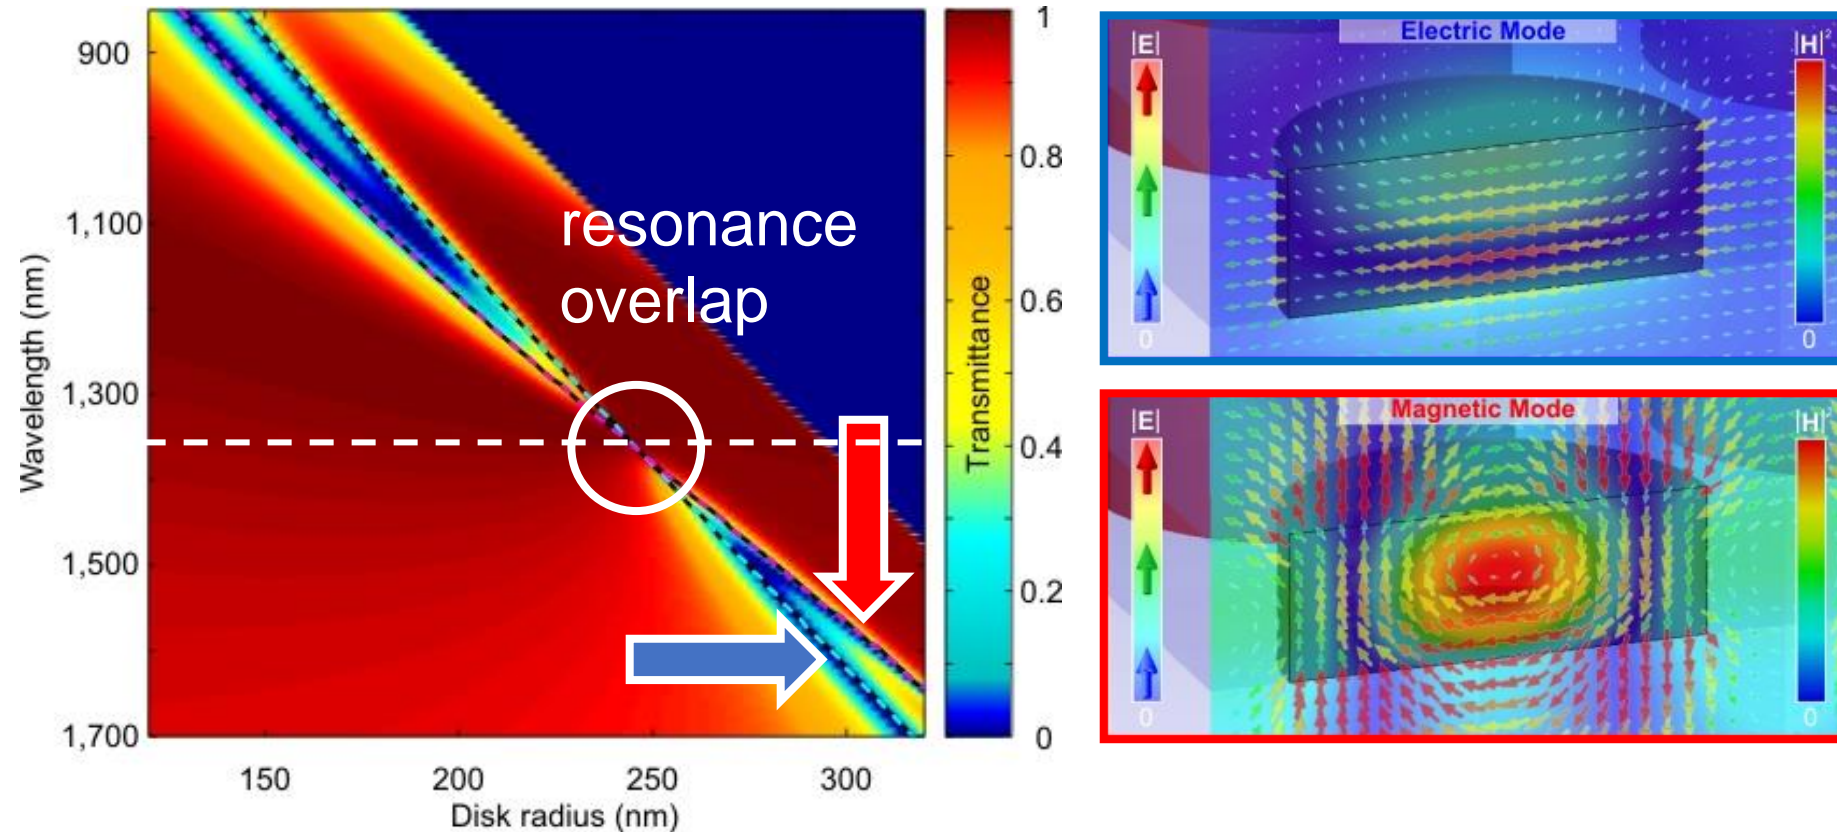 900
1,100
1,300
1,500
1,700
Wavelength (nm)
150
200
250
300
Disk radius (nm)
resonance
overlap
Transmittance
1
0.8
0.6
0.4
0.2
0
Electric Mode
|E|
0
|H|²
0
Magnetic Mode
|E|
0
|H|²
0